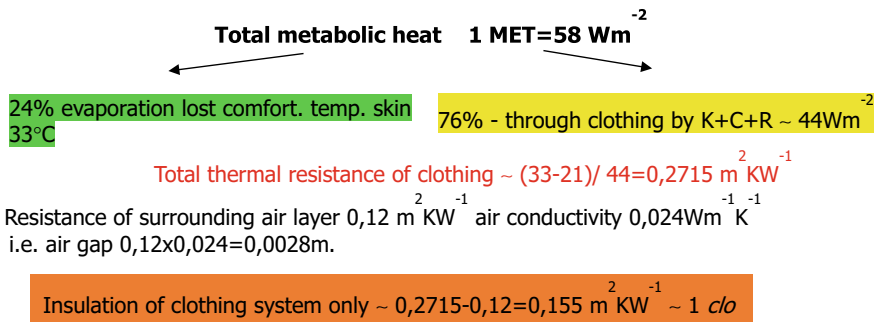 Total metabolic heat 1 MET=58 Wm⁻²
24% evaporation lost comfort. temp. skin
33°C
76% - through clothing by K+C+R ~ 44Wm⁻²
Total thermal resistance of clothing ~ (33-21)/ 44=0,2715 m²KW⁻¹
Resistance of surrounding air layer 0,12 m²KW⁻¹ air conductivity 0,024Wm⁻¹K⁻¹
i.e. air gap 0,12x0,024=0,0028m.
Insulation of clothing system only ~ 0,2715-0,12=0,155 m²KW⁻¹ ~ 1 clo